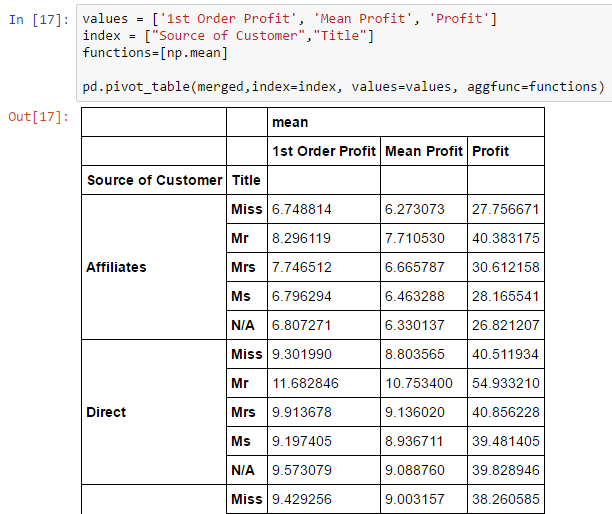 In [17]: values = ['1st Order Profit', 'Mean Profit', 'Profit']
index = ["Source of Customer","Title"]
functions=[np.mean]
pd.pivot_table(merged,index=index, values=values, aggfunc=functions)
Out[17]:
mean
1st Order Profit Mean Profit Profit
Source of Customer Title
Affiliates
Miss 6.748814 6.273073 27.756671
Mr 8.296119 7.710530 40.383175
Mrs 7.746512 6.665787 30.612158
Ms 6.796294 6.463288 28.165541
N/A 6.807271 6.330137 26.821207
Direct
Miss 9.301990 8.803565 40.511934
Mr 11.682846 10.753400 54.933210
Mrs 9.913678 9.136020 40.856228
Ms 9.197405 8.936711 39.481405
N/A 9.573079 9.088760 39.828946
Miss 9.429256 9.003157 38.260585